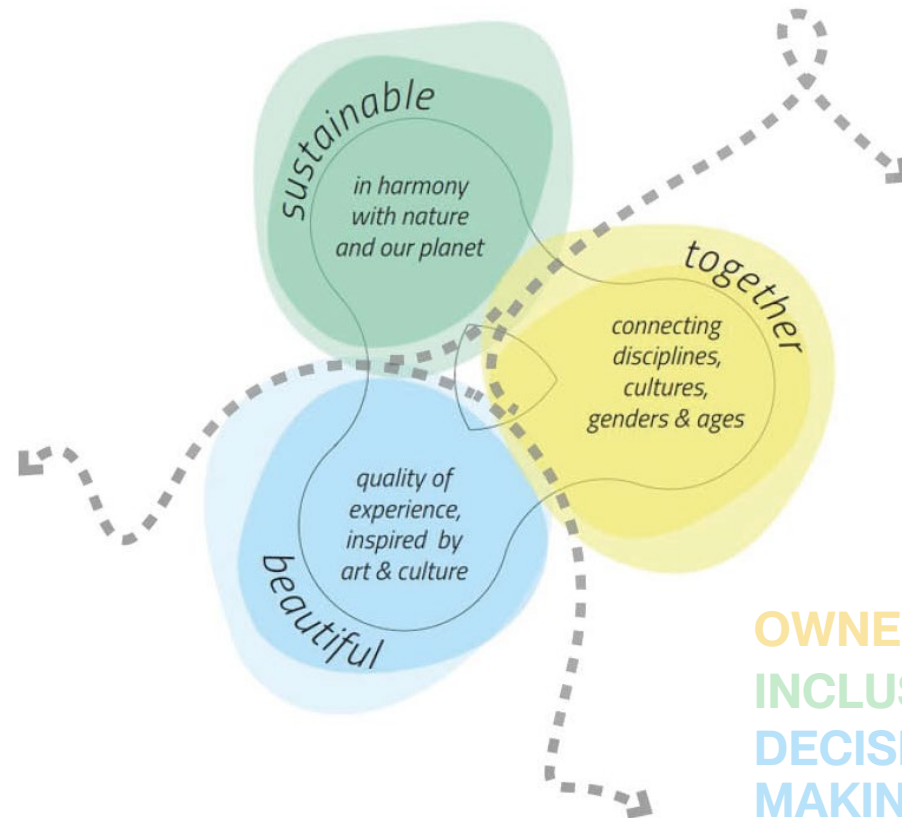 sustainable
in harmony
with nature
and our planet
together
connecting
disciplines,
cultures,
genders & ages
quality of
experience,
inspired by
art & culture
beautiful
OWNE
INCLUS
DECISI
MAKIN